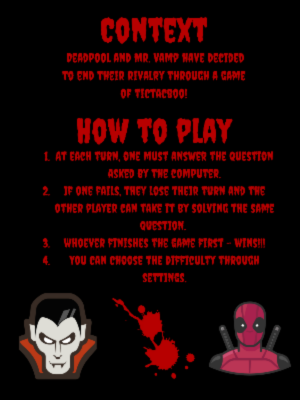 CONTEXT
DEADPOOL AND MR. VAMP HAVE DECIDED
TO END THEIR RIVALRY THROUGH A GAME
OF TICTACBOO!
HOW TO PLAY
1. AT EACH TURN, ONE MUST ANSWER THE QUESTION
ASKED BY THE COMPUTER.
2. IF ONE FAILS, THEY LOSE THEIR TURN AND THE
OTHER PLAYER CAN TAKE IT BY SOLVING THE SAME
QUESTION.
3. WHOEVER FINISHES THE GAME FIRST - WINS!!!
4. YOU CAN CHOOSE THE DIFFICULTY THROUGH
SETTINGS.